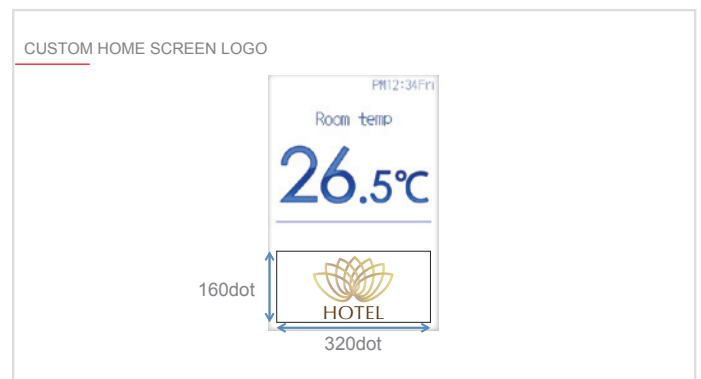 CUSTOM HOME SCREEN LOGO
PM12:34Fri
Room temp
26.5℃
160dot
HOTEL
320dot